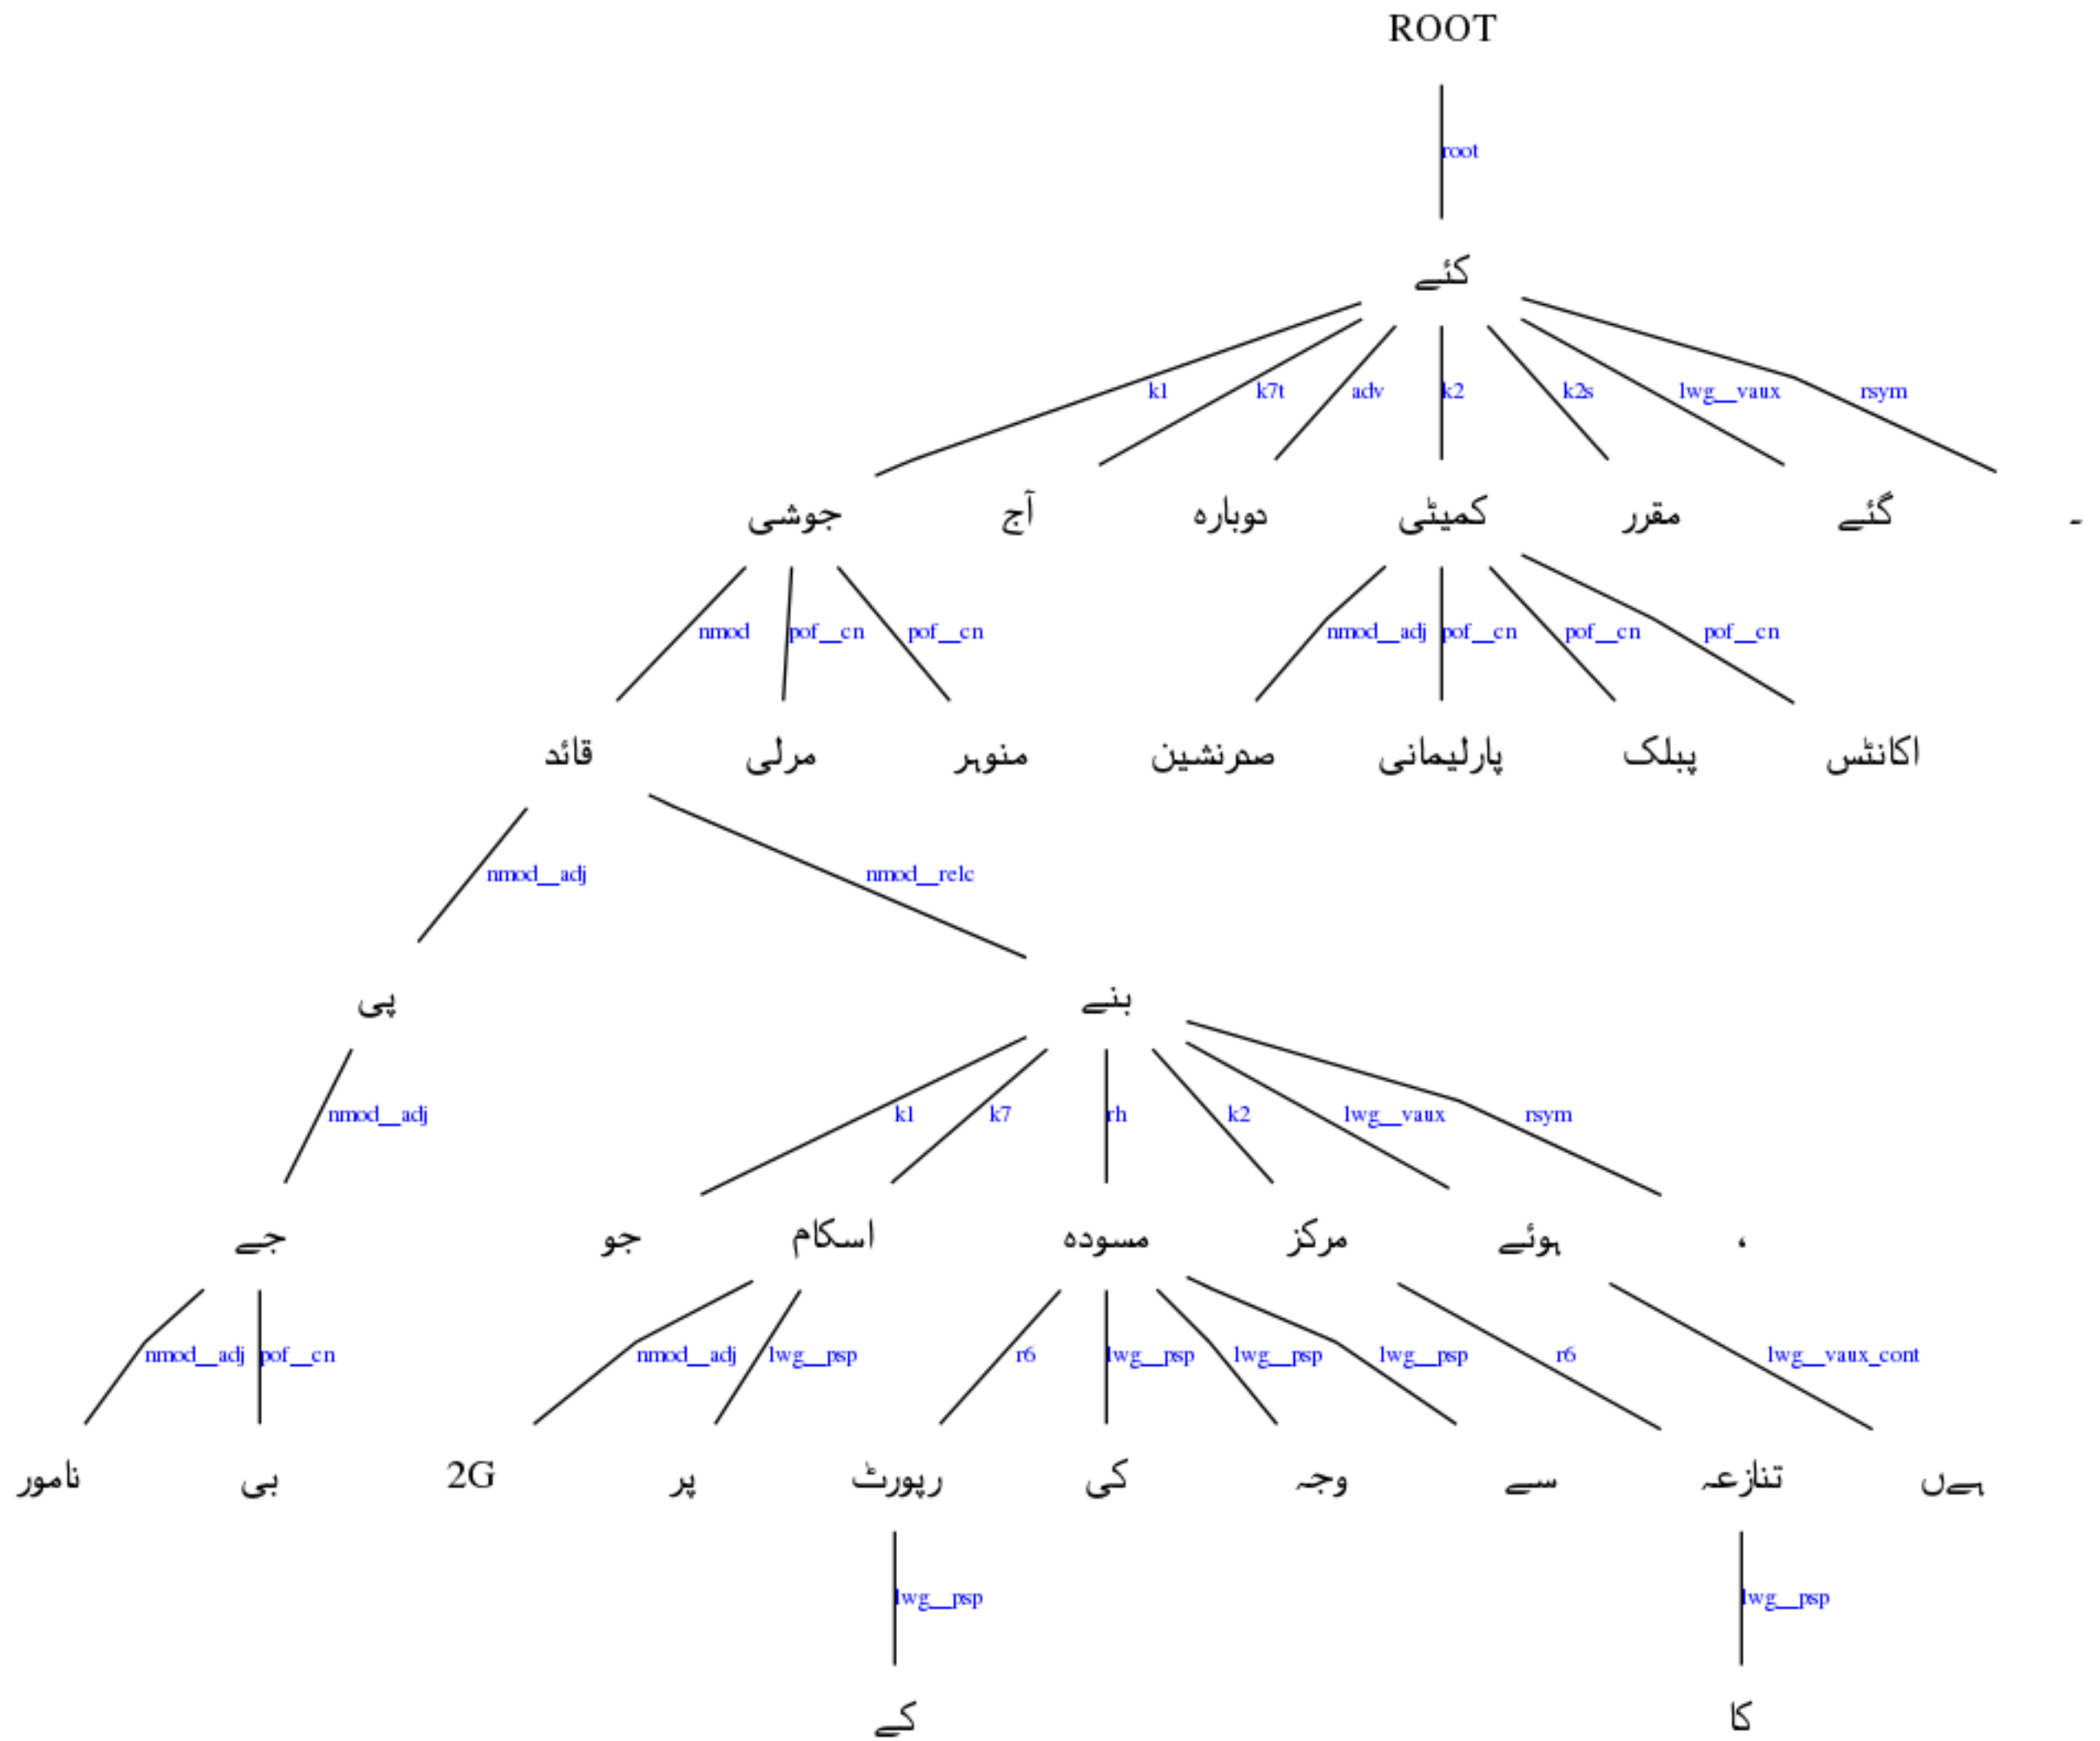 ROOT
root
کئے
k1 k7t adv k2 k2s lwg__vaux rsym
جوشی آج دوبارہ کمیٹی مقرر گئے ۔
nmod pof__cn pof__cn nmod__adj pof__cn pof__cn pof__cn
قائد مرلی منوہر صدرنشین پارلیمانی پبلک اکانٹس
nmod__adj nmod__relc
پی بنے
nmod__adj k1 k7 rh k2 lwg__vaux rsym
جے جو اسکام مسودہ مرکز ہوئے ،
nmod__adj pof__cn nmod__adj lwg__psp r6 lwg__psp lwg__psp lwg__psp r6 lwg__vaux_cont
نامور بی 2G پر رپورٹ کی وجہ سے تنازعہ ہےں
lwg__psp lwg__psp
کے کا